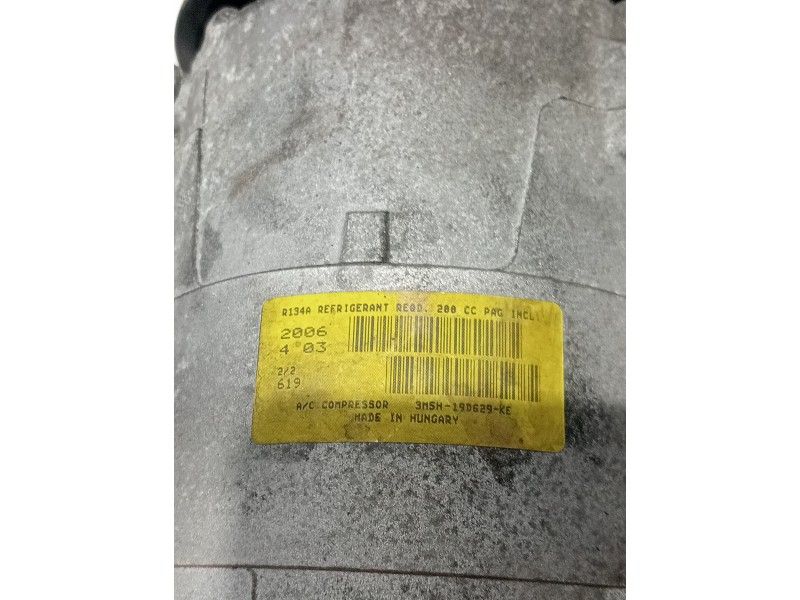 R134A REFRIGERANT REQD. 200 CC PAG INCL.
2006
4 03
2/2
619
A/C COMPRESSOR 3M5H-19D629-KE
MADE IN HUNGARY